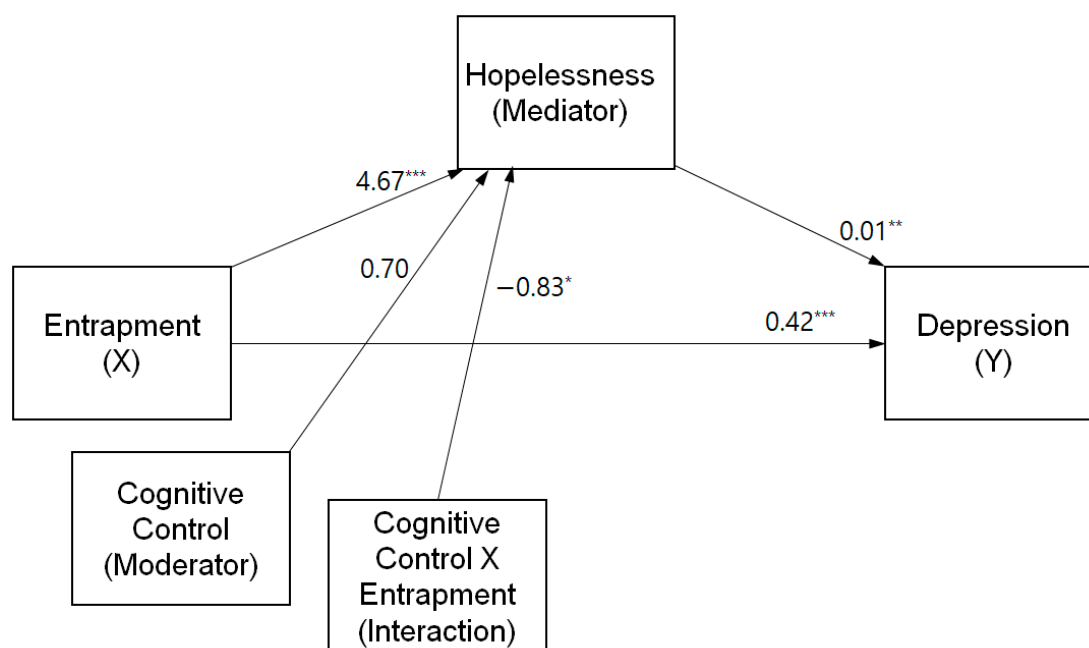 Hopelessness
(Mediator)
4.67***
0.01**
0.70
−0.83*
Entrapment
(X)
0.42***
Depression
(Y)
Cognitive
Control
(Moderator)
Cognitive
Control X
Entrapment
(Interaction)